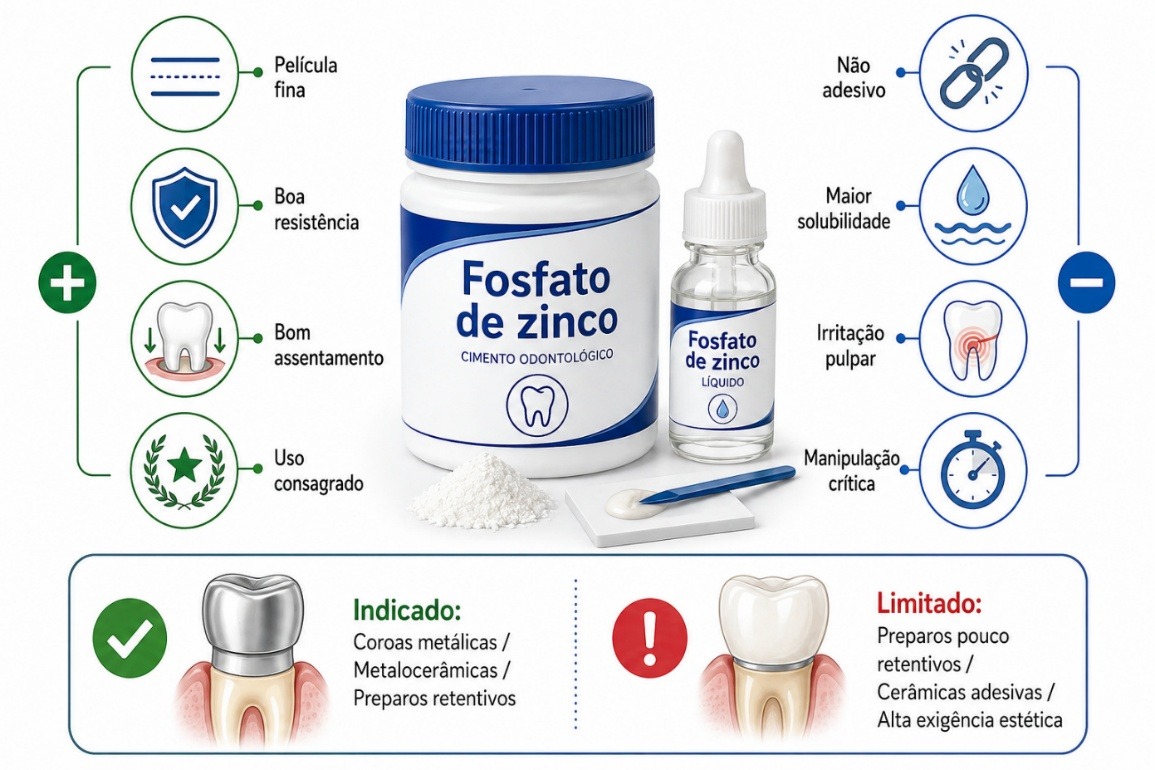 Película
fina
Boa
resistência
Bom
assentamento
Uso
consagrado
Fosfato
de zinco
CIMENTO ODONTOLÓGICO
Fosfato
de zinco
LÍQUIDO
Não
adesivo
Maior
solubilidade
Irritação
pulpar
Manipulação
crítica
Indicado:
Coroas metálicas /
Metalocerâmicas /
Preparos retentivos
Limitado:
Preparos pouco
retentivos /
Cerâmicas adesivas /
Alta exigência estética